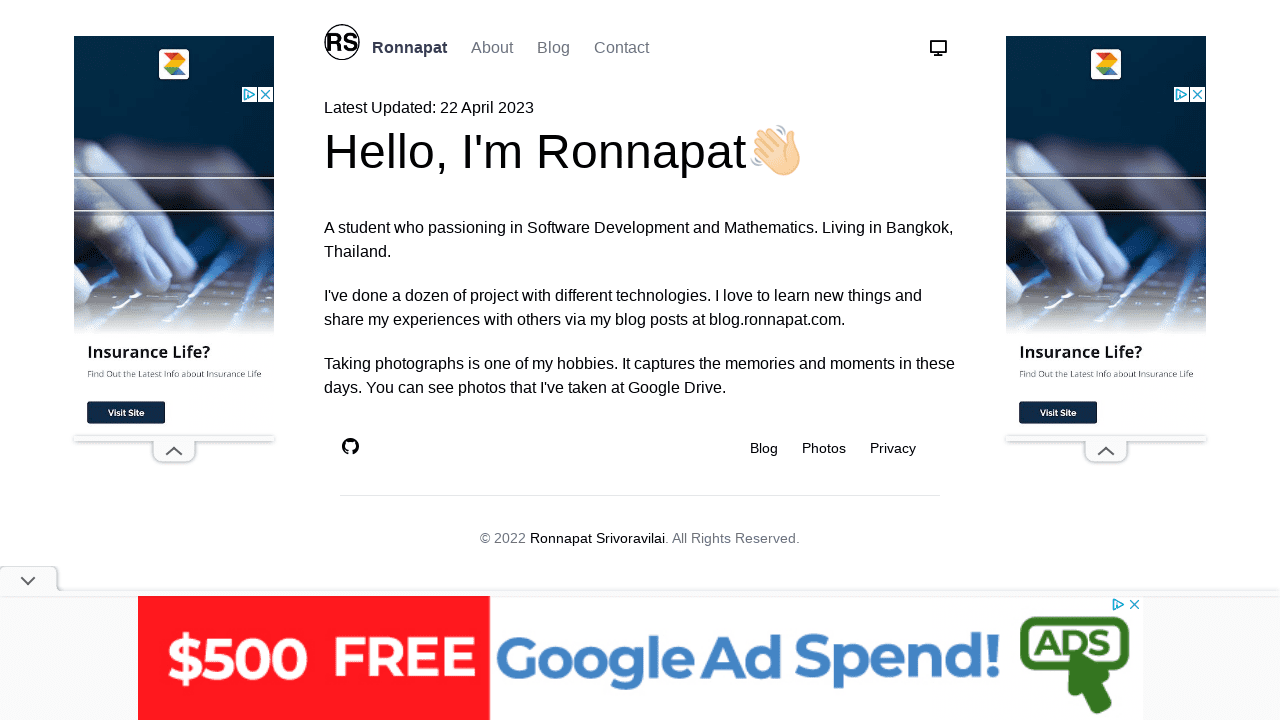 RS
Ronnapat
About
Blog
Contact
Latest Updated: 22 April 2023
Hello, I'm Ronnapat👋🏼
A student who passioning in Software Development and Mathematics. Living in Bangkok,
Thailand.
I've done a dozen of project with different technologies. I love to learn new things and
share my experiences with others via my blog posts at blog.ronnapat.com.
Taking photographs is one of my hobbies. It captures the memories and moments in these
days. You can see photos that I've taken at Google Drive.
Blog
Photos
Privacy
© 2022 Ronnapat Srivoravilai. All Rights Reserved.
Insurance Life?
Find Out the Latest Info about Insurance Life
Visit Site
Insurance Life?
Find Out the Latest Info about Insurance Life
Visit Site
$500 FREE Google Ad Spend!
ADS